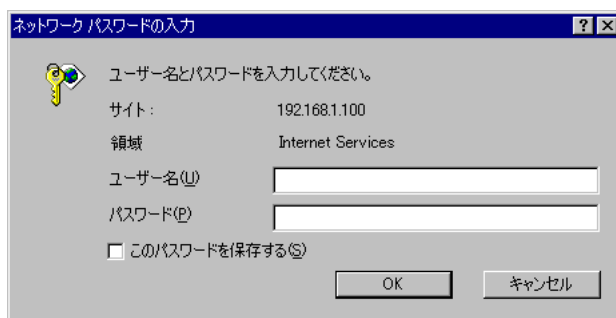 ネットワーク パスワードの入力
ユーザー名とパスワードを入力してください。
サイト: 192.168.1.100
領域 Internet Services
ユーザー名(U)
パスワード(P)
このパスワードを保存する(S)
OK キャンセル